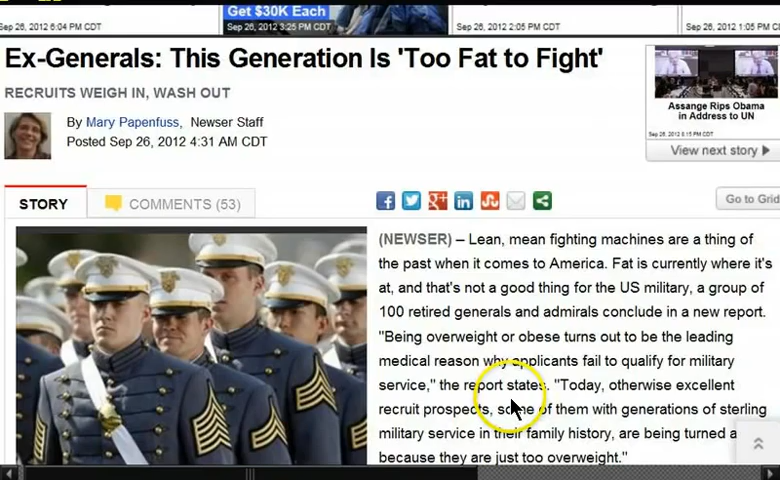 Get $30K Each
Sep 26, 2012 6:04 PM CDT
Sep 26, 2012 3:25 PM CDT
Sep 26, 2012 2:05 PM CDT
Sep 26, 2012 1:05 PM CDT
Ex-Generals: This Generation Is 'Too Fat to Fight'
RECRUITS WEIGH IN, WASH OUT
By Mary Papenfuss, Newser Staff
Posted Sep 26, 2012 4:31 AM CDT
Assange Rips Obama
in Address to UN
Sep 26, 2012 6:15 PM CDT
View next story
STORY
COMMENTS (53)
Go to Grid
(NEWSER) – Lean, mean fighting machines are a thing of
the past when it comes to America. Fat is currently where it's
at, and that's not a good thing for the US military, a group of
100 retired generals and admirals conclude in a new report.
"Being overweight or obese turns out to be the leading
medical reason why applicants fail to qualify for military
service," the report states. "Today, otherwise excellent
recruit prospects, some of them with generations of sterling
military service in their family history, are being turned a
because they are just too overweight."